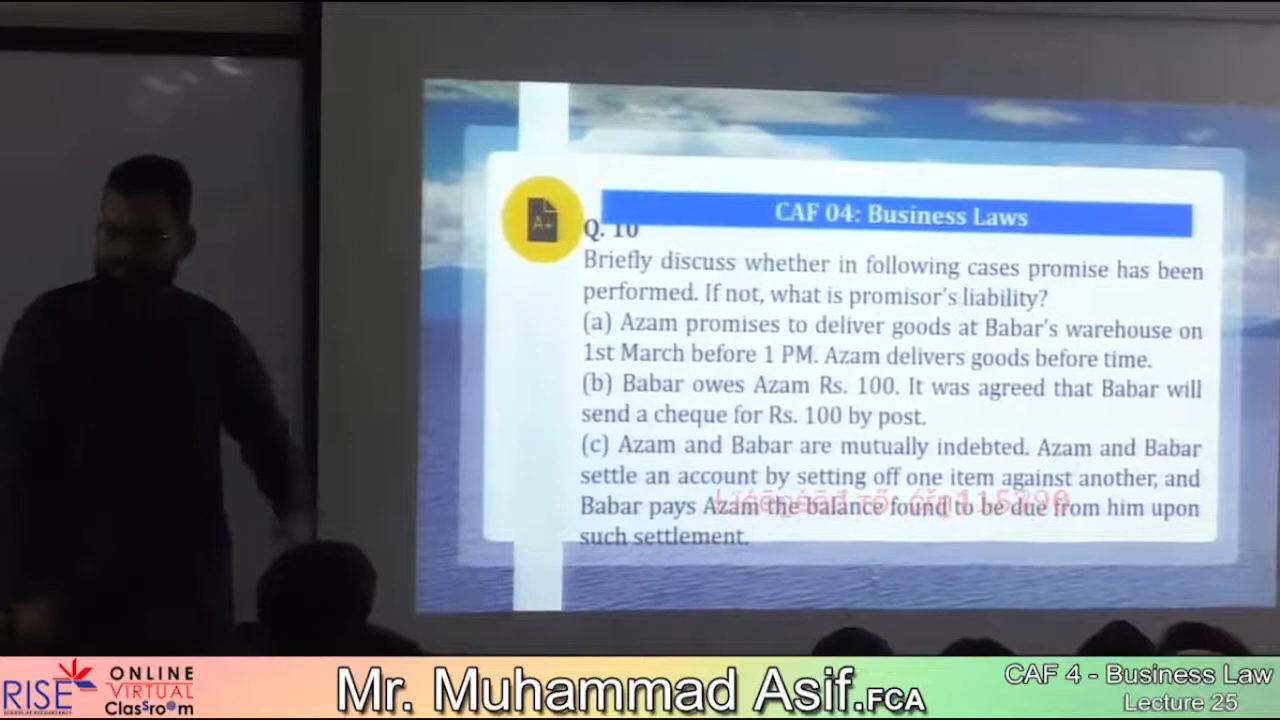 CAF 04: Business Laws
A+
Q. 10
Briefly discuss whether in following cases promise has been
performed. If not, what is promisor's liability?
(a) Azam promises to deliver goods at Babar's warehouse on
1st March before 1 PM. Azam delivers goods before time.
(b) Babar owes Azam Rs. 100. It was agreed that Babar will
send a cheque for Rs. 100 by post.
(c) Azam and Babar are mutually indebted. Azam and Babar
settle an account by setting off one item against another, and
Babar pays Azam the balance found to be due from him upon
such settlement.
RISE
ONLINE
VIRTUAL
Classroom
Mr. Muhammad Asif.FCA
CAF 4 - Business Law
Lecture 25